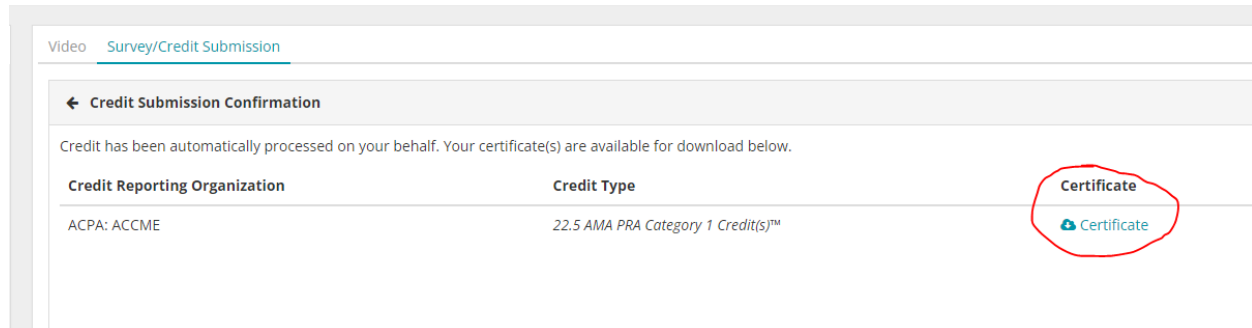 Video Survey/Credit Submission
Credit Submission Confirmation
Credit has been automatically processed on your behalf. Your certificate(s) are available for download below.
Credit Reporting Organization Credit Type Certificate
ACPA: ACCME 22.5 AMA PRA Category 1 Credit(s)™ Certificate